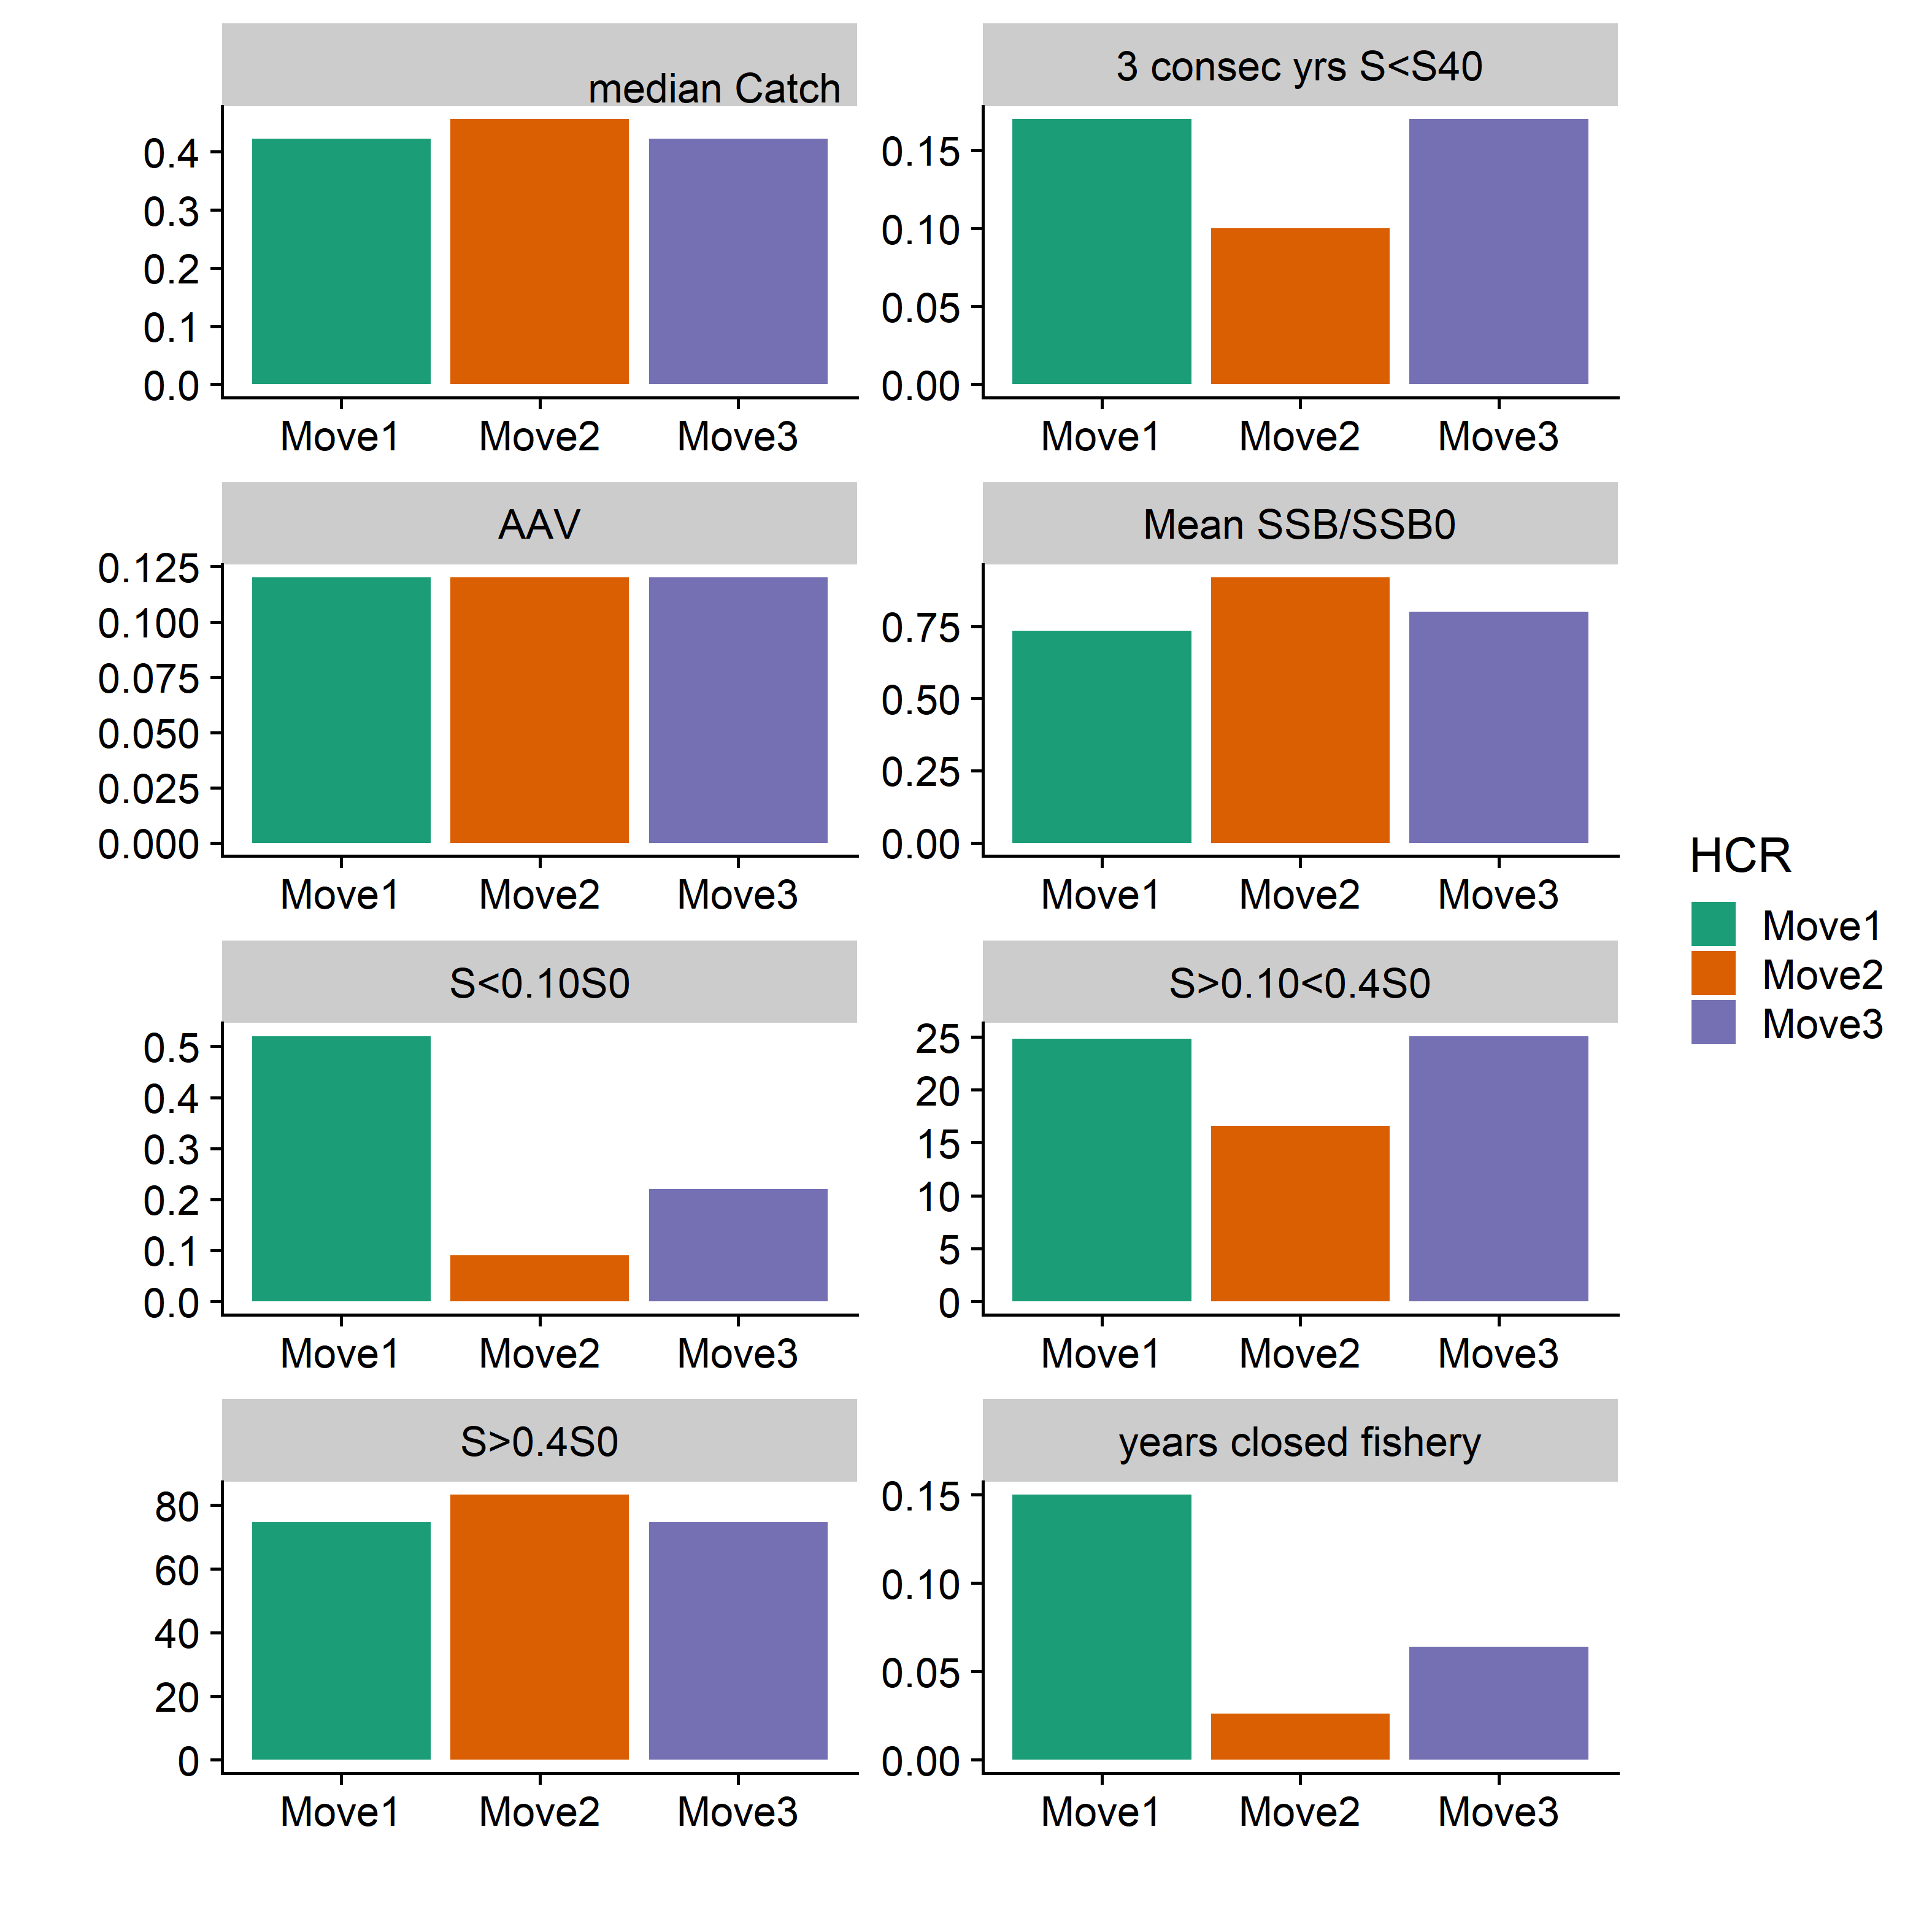 median Catch
0.4
0.3
0.2
0.1
0.0
Move1 Move2 Move3
3 consec yrs S<S40
0.15
0.10
0.05
0.00
Move1 Move2 Move3
AAV
0.125
0.100
0.075
0.050
0.025
0.000
Move1 Move2 Move3
Mean SSB/SSB0
0.75
0.50
0.25
0.00
Move1 Move2 Move3
S<0.10S0
0.5
0.4
0.3
0.2
0.1
0.0
Move1 Move2 Move3
S>0.10<0.4S0
25
20
15
10
5
0
Move1 Move2 Move3
S>0.4S0
80
60
40
20
0
Move1 Move2 Move3
years closed fishery
0.15
0.10
0.05
0.00
Move1 Move2 Move3
HCR
Move1
Move2
Move3